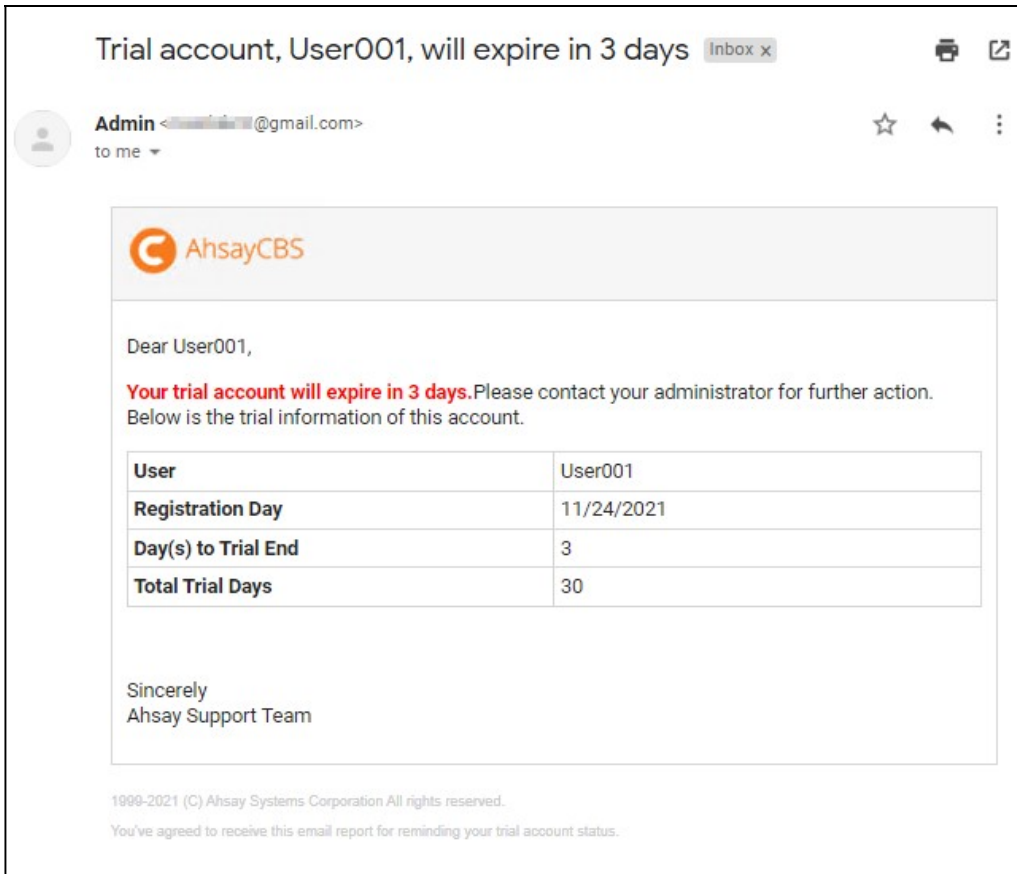 Trial account, User001, will expire in 3 days Inbox x
Admin < @gmail.com>
to me
AhsayCBS
Dear User001,
Your trial account will expire in 3 days.Please contact your administrator for further action.
Below is the trial information of this account.
User User001
Registration Day 11/24/2021
Day(s) to Trial End 3
Total Trial Days 30
Sincerely
Ahsay Support Team
1999-2021 (C) Ahsay Systems Corporation All rights reserved.
You've agreed to receive this email report for reminding your trial account status.